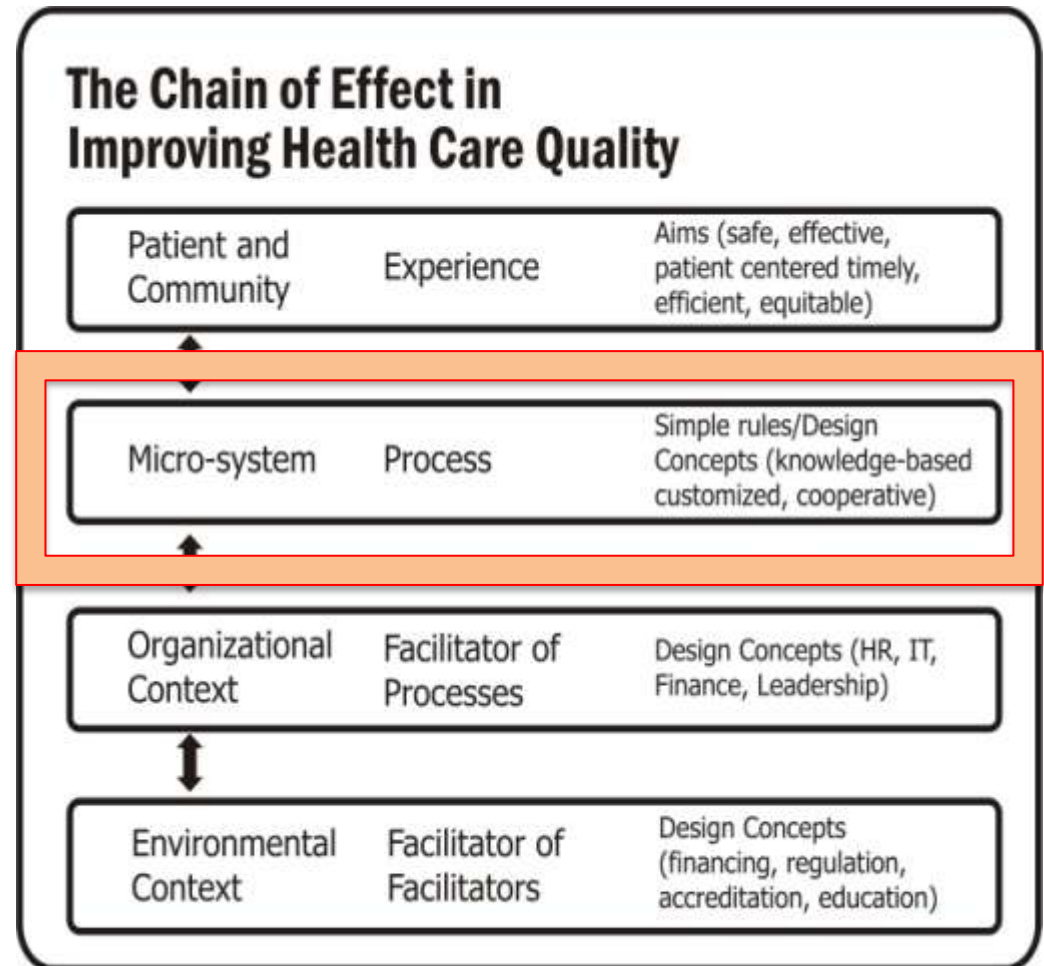 The Chain of Effect in
Improving Health Care Quality
Patient and
Community
Experience
Aims (safe, effective,
patient centered timely,
efficient, equitable)
Micro-system
Process
Simple rules/Design
Concepts (knowledge-based
customized, cooperative)
Organizational
Context
Facilitator of
Processes
Design Concepts (HR, IT,
Finance, Leadership)
Environmental
Context
Facilitator of
Facilitators
Design Concepts
(financing, regulation,
accreditation, education)